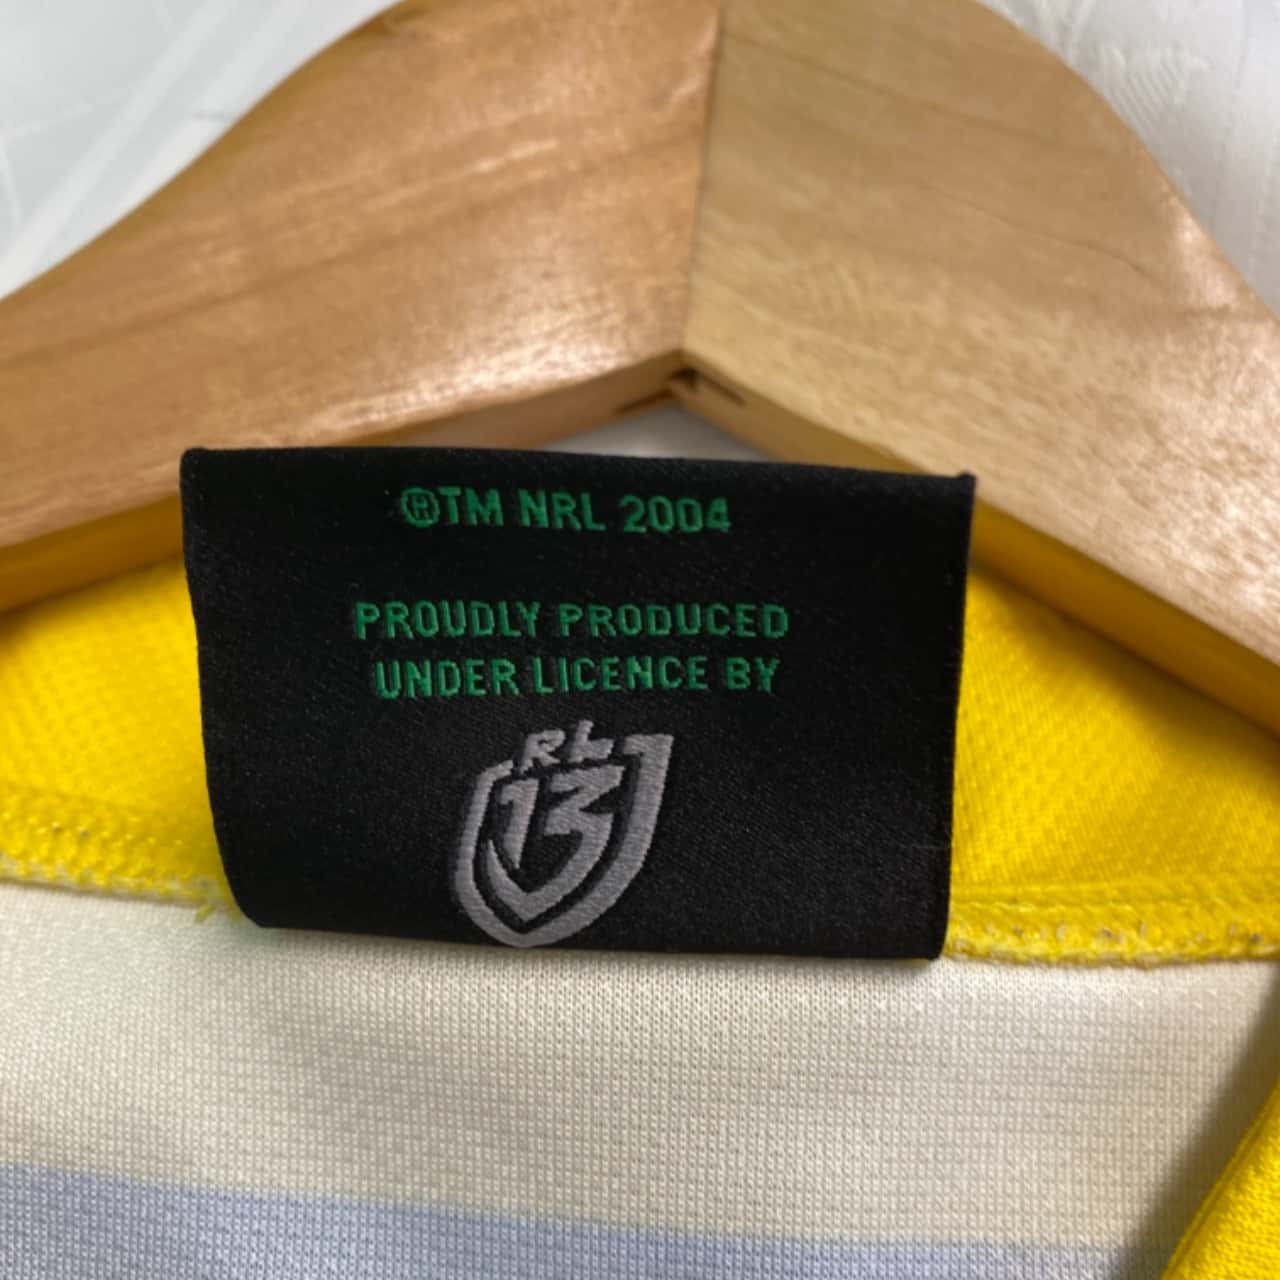 ®TM NRL 2004
PROUDLY PRODUCED
UNDER LICENCE BY
RL
13